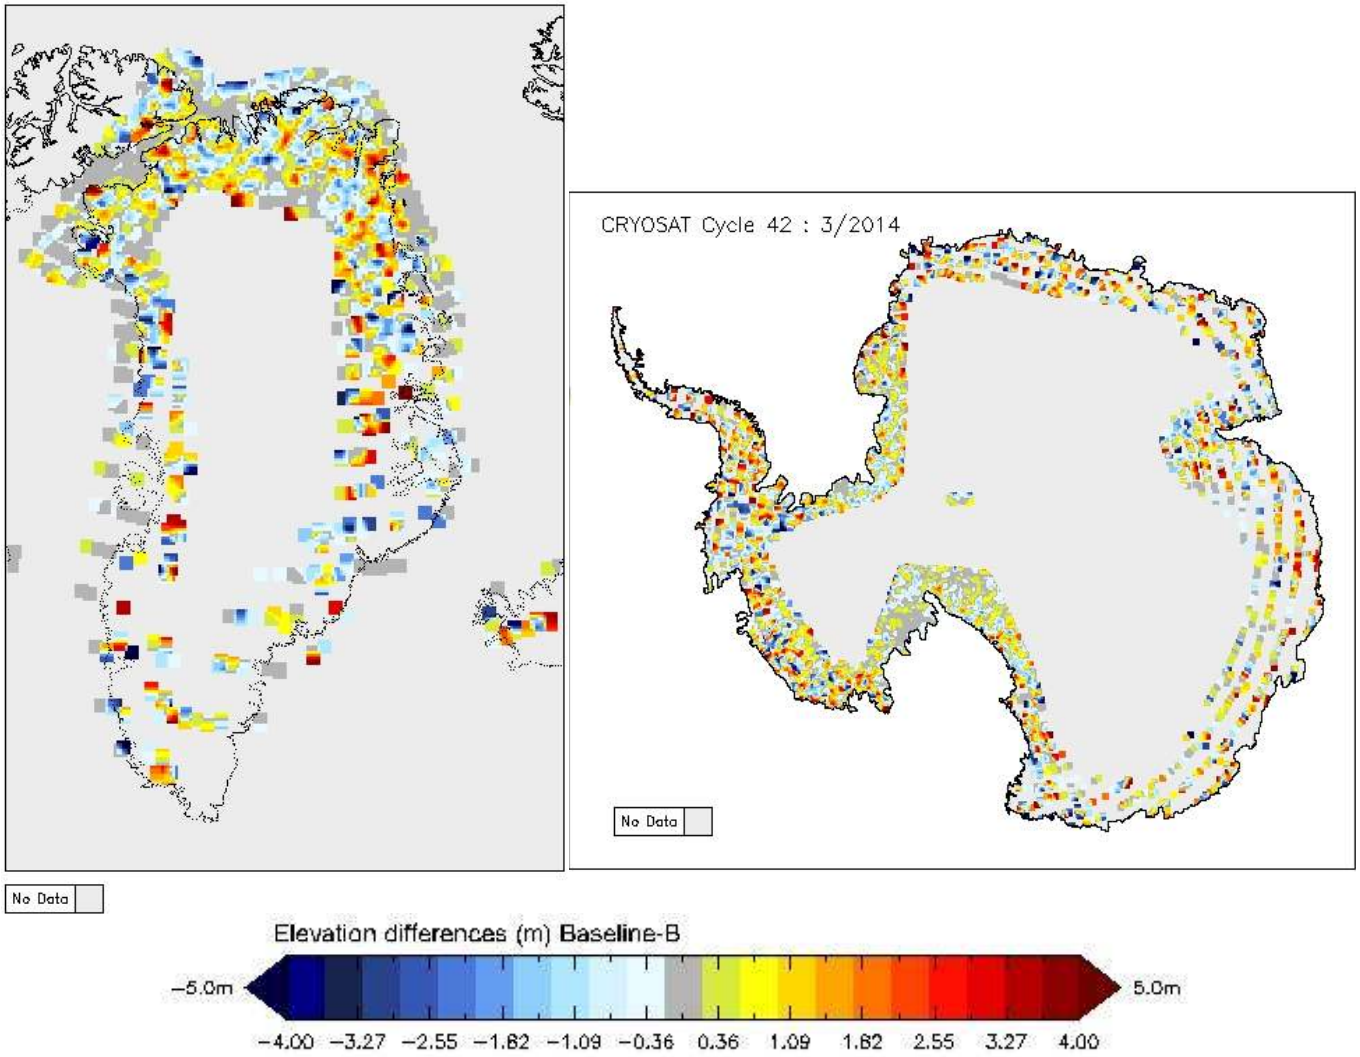 CRYOSAT Cycle 42 : 3/2014
No Data
No Data
Elevation differences (m) Baseline-B
−5.0m
5.0m
−4.00 −3.27 −2.55 −1.82 −1.09 −0.36 0.36 1.09 1.82 2.55 3.27 4.00